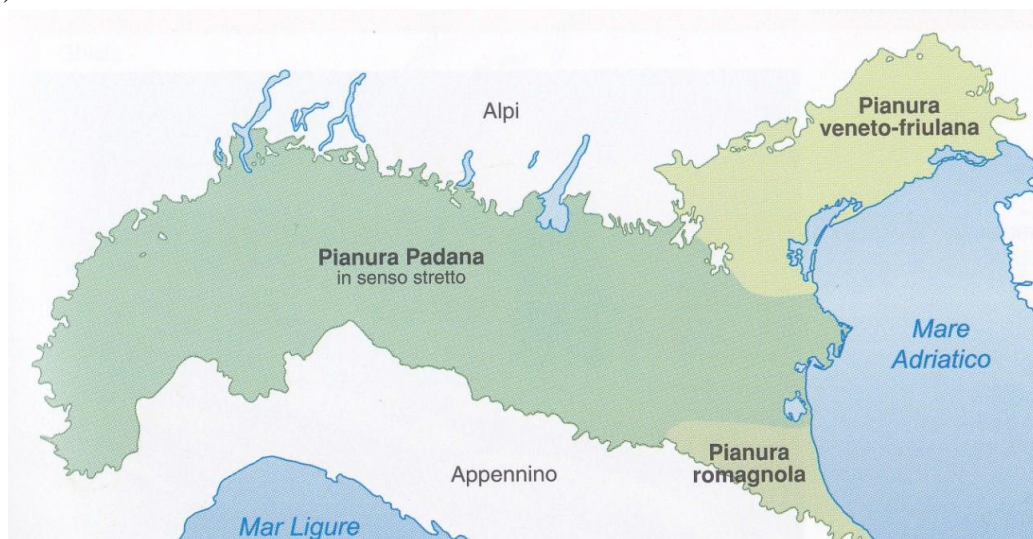 Alpi
Pianura
veneto-friulana
Pianura Padana
in senso stretto
Mare
Adriatico
Pianura
romagnola
Appennino
Mar Ligure